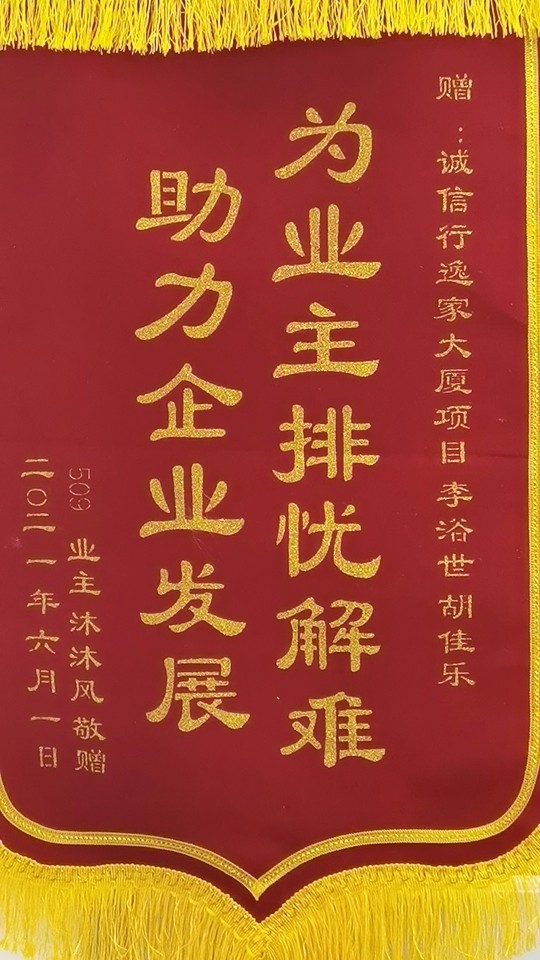 赠：诚信行逸家大厦项目李浴世胡佳乐
为业主排忧解难
助力企业发展
509 业主沐沐风敬赠
二〇二一年六月一日